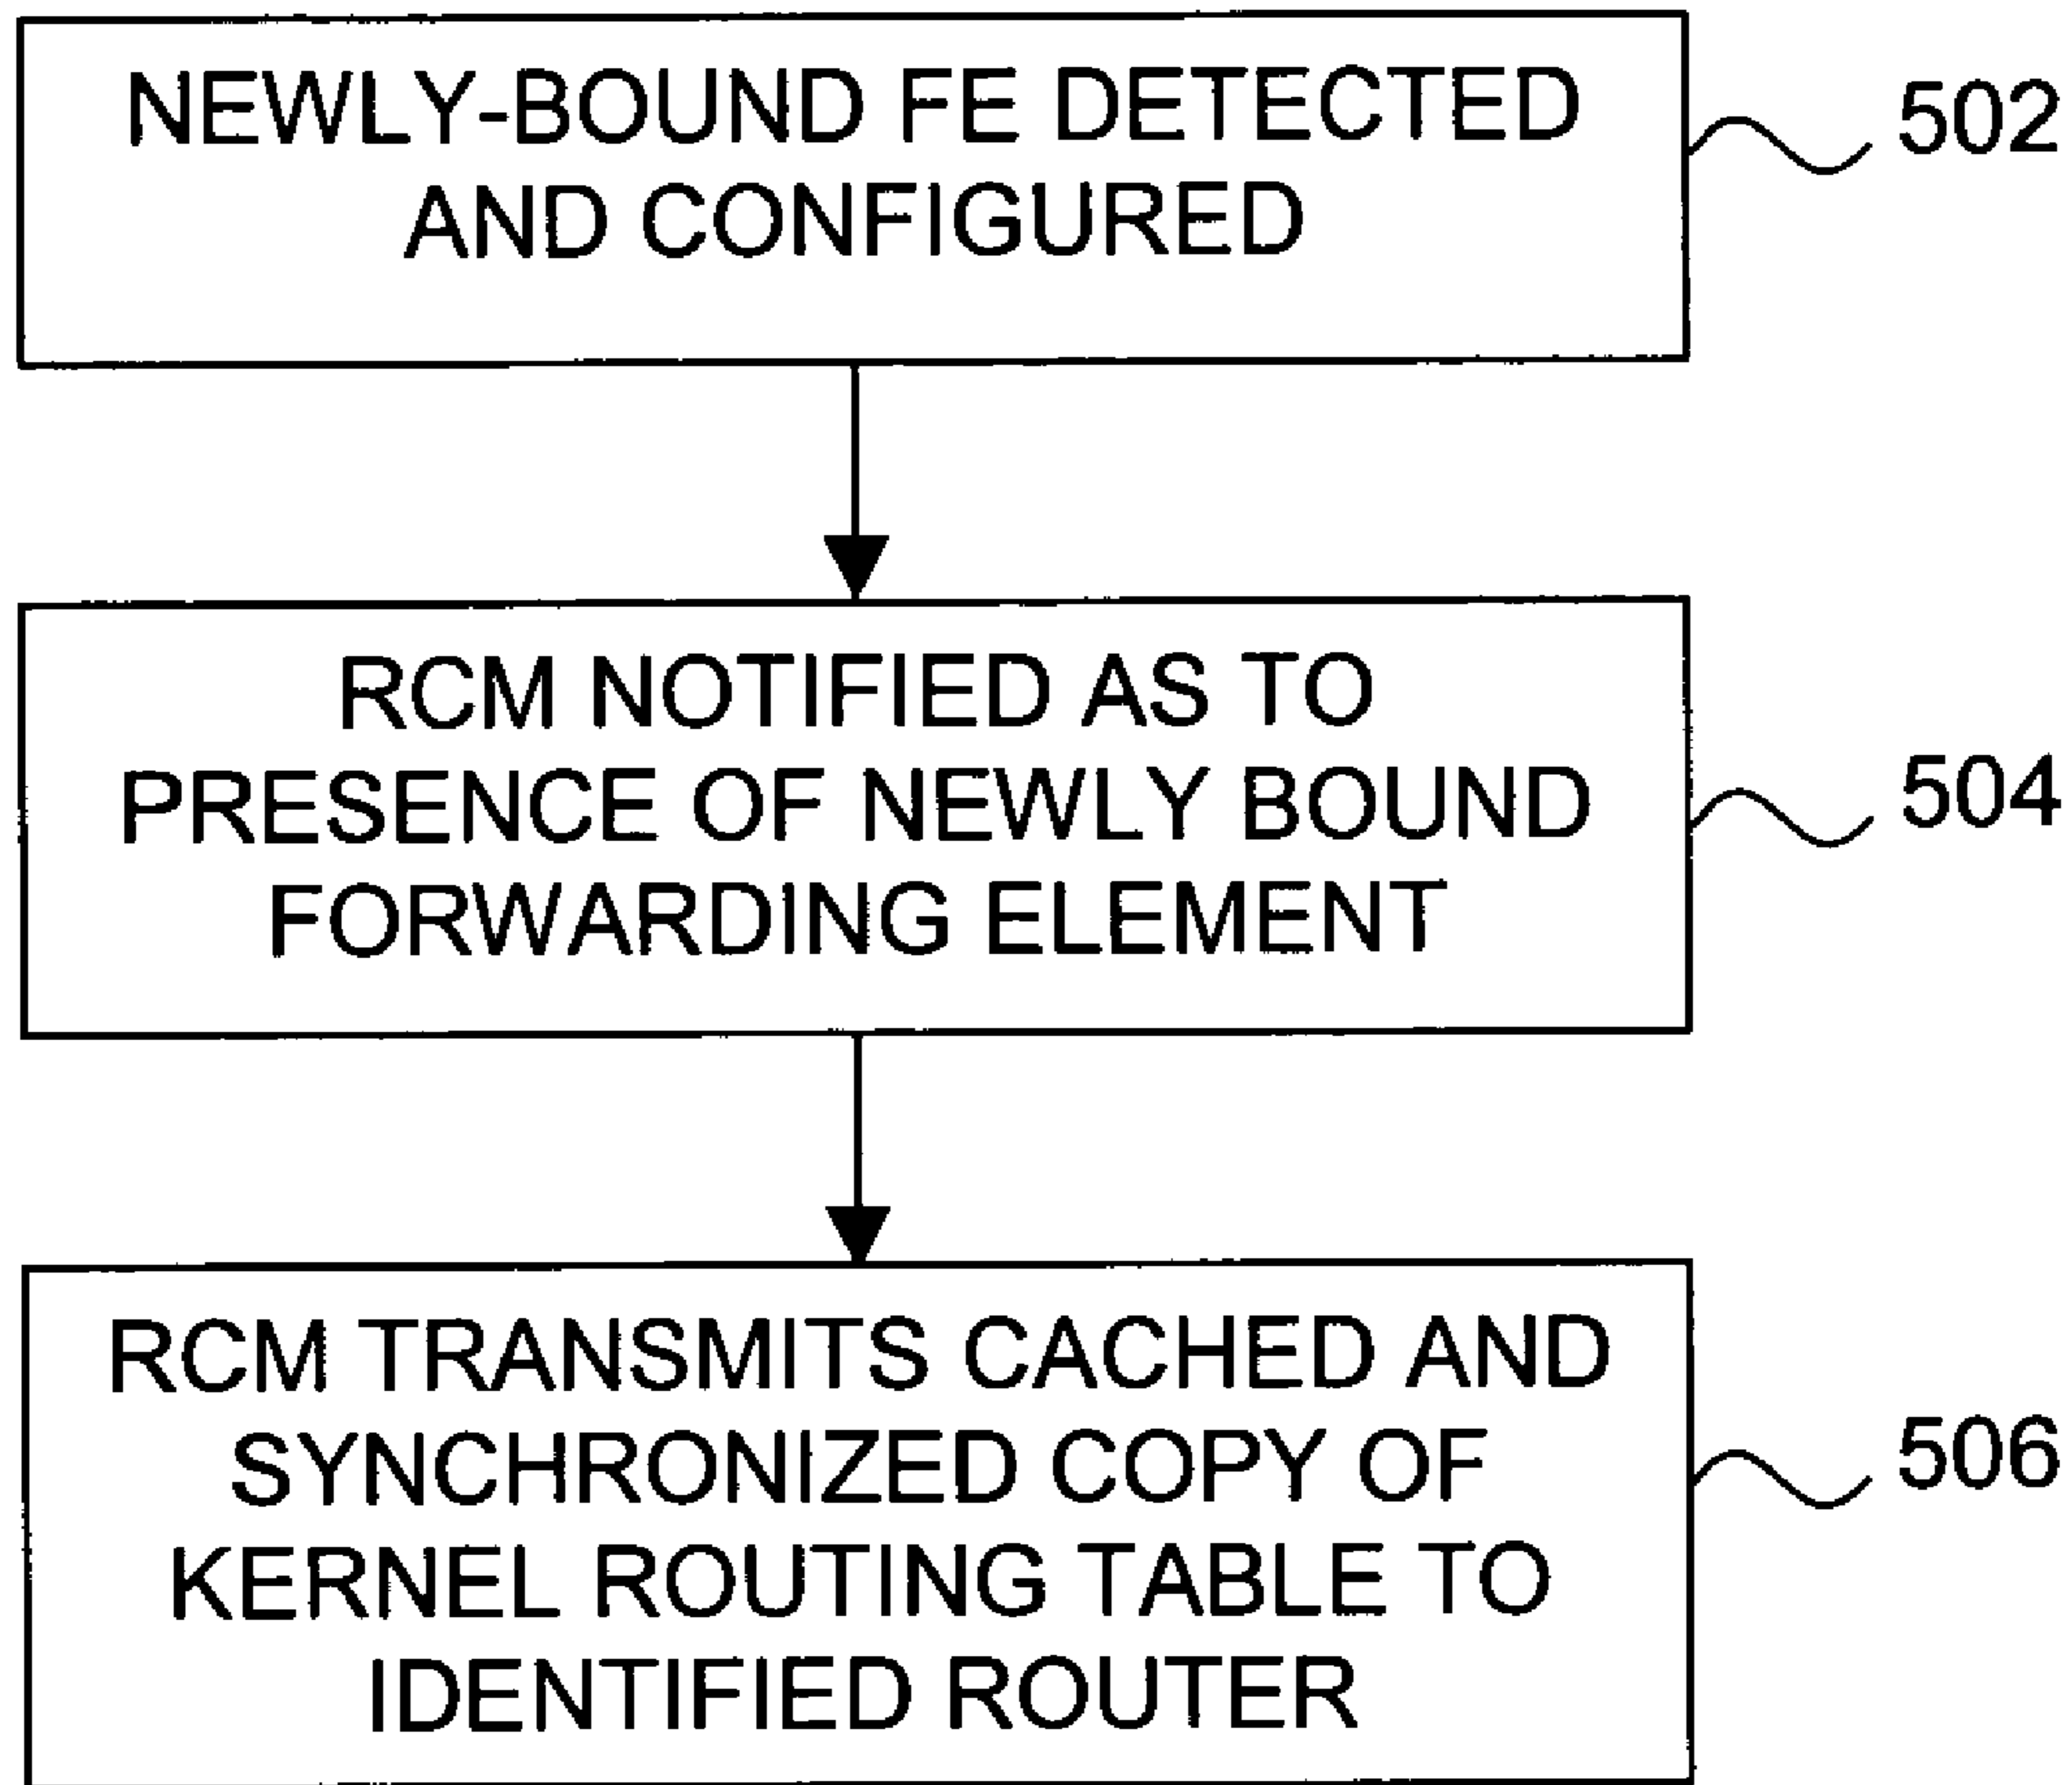 NEWLY-BOUND FE DETECTED
AND CONFIGURED
502
RCM NOTIFIED AS TO
PRESENCE OF NEWLY BOUND
FORWARDING ELEMENT
504
RCM TRANSMITS CACHED AND
SYNCHRONIZED COPY OF
KERNEL ROUTING TABLE TO
IDENTIFIED ROUTER
506